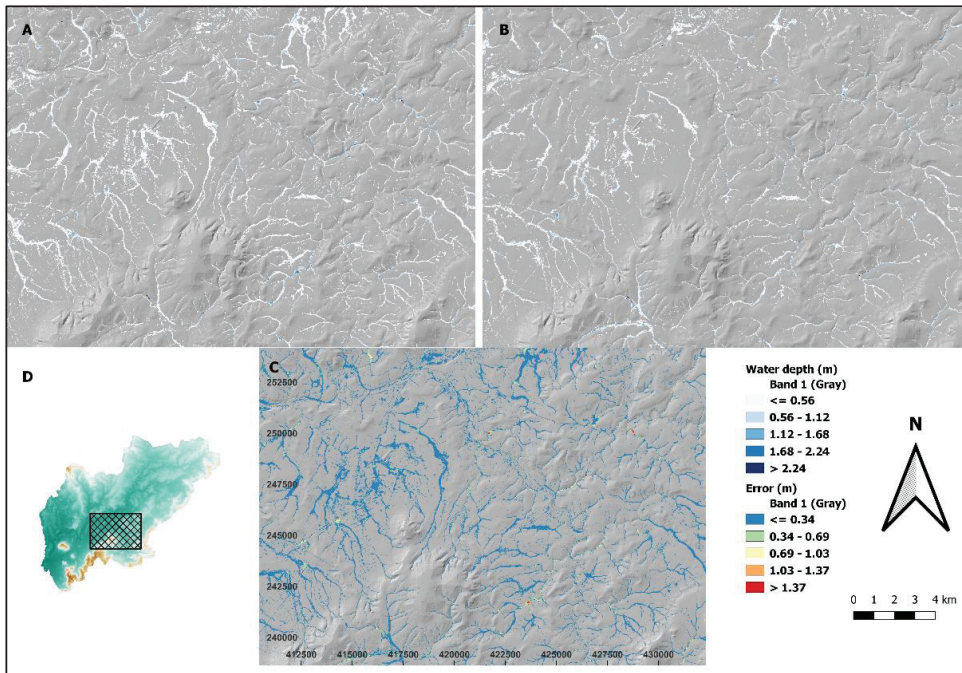 A
B
D
C
252500
250000
247500
245000
242500
240000
412500 415000 417500 420000 422500 425000 427500 430000
Water depth (m)
Band 1 (Gray)
<= 0.56
0.56 - 1.12
1.12 - 1.68
1.68 - 2.24
> 2.24
Error (m)
Band 1 (Gray)
<= 0.34
0.34 - 0.69
0.69 - 1.03
1.03 - 1.37
> 1.37
N
0 1 2 3 4 km